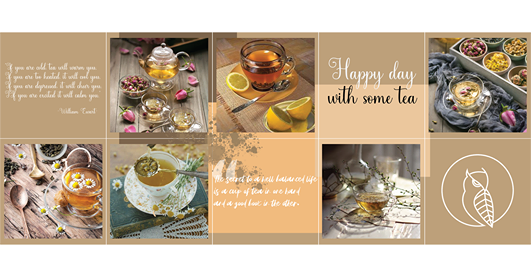 If you are cold tea will warm you
If you are too heated it will cool you
If you are depressed it will cheer you
If you are excited it will calm you
Happy day
with some tea
The secret to a well balanced life
is a cup of tea in one hand
and a good book in the other.